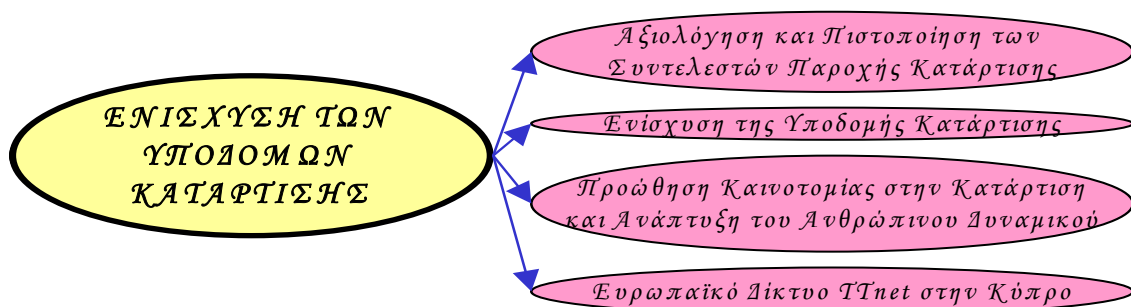 ΕΝΙΣΧΥΣΗ ΤΩΝ
ΥΠΟΔΟΜΩΝ
ΚΑΤΑΡΤΙΣΗΣ
Αξιολόγηση και Πιστοποίηση των
Συντελεστών Παροχής Κατάρτισης
Ενίσχυση της Υποδομής Κατάρτισης
Προώθηση Καινοτομίας στην Κατάρτιση
και Ανάπτυξη του Ανθρώπινου Δυναμικού
Ευρωπαϊκό Δίκτυο TTnet στην Κύπρο